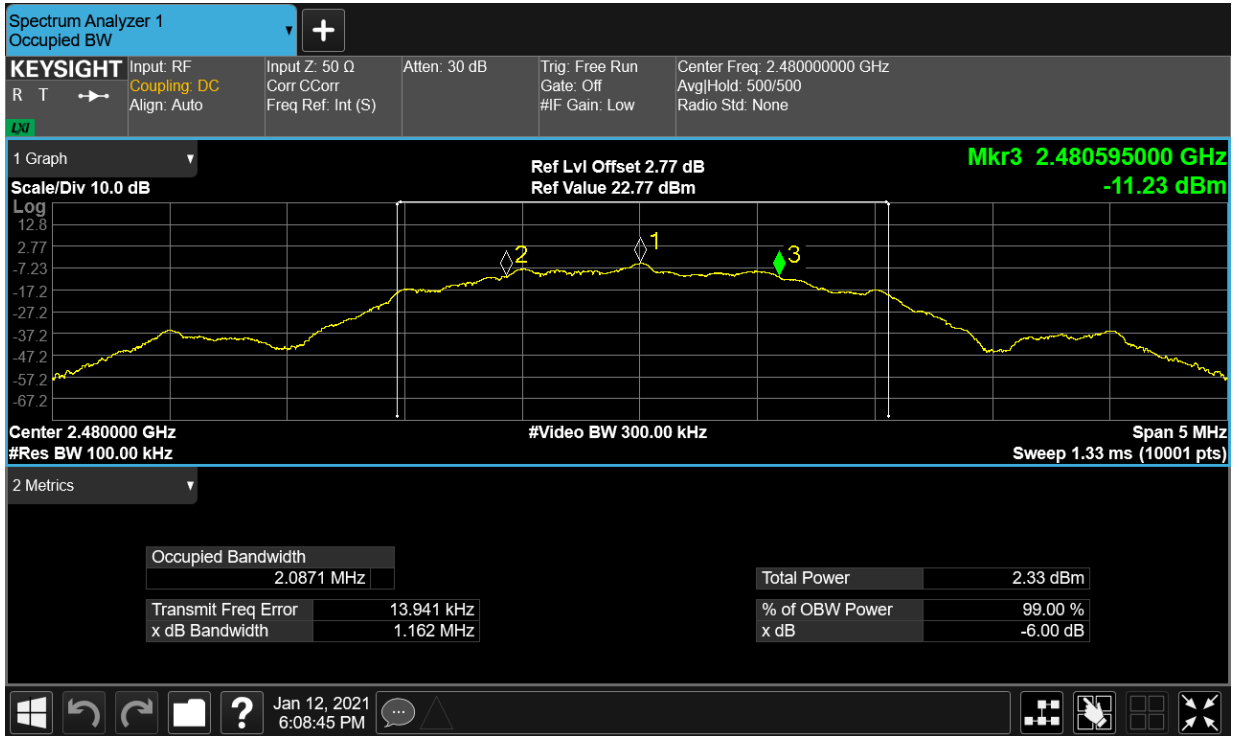 Spectrum Analyzer 1
Occupied BW
+
KEYSIGHT
R T
LXI
Input: RF
Coupling: DC
Align: Auto
Input Z: 50 Ω
Corr CCorr
Freq Ref: Int (S)
Atten: 30 dB
Trig: Free Run
Gate: Off
#IF Gain: Low
Center Freq: 2.480000000 GHz
Avg|Hold: 500/500
Radio Std: None
1 Graph
Scale/Div 10.0 dB
Ref Lvl Offset 2.77 dB
Ref Value 22.77 dBm
Mkr3 2.480595000 GHz
-11.23 dBm
Log
12.8
2.77
-7.23
-17.2
-27.2
-37.2
-47.2
-57.2
-67.2
2
1
3
Center 2.480000 GHz
#Res BW 100.00 kHz
#Video BW 300.00 kHz
Span 5 MHz
Sweep 1.33 ms (10001 pts)
2 Metrics
Occupied Bandwidth
2.0871 MHz
Transmit Freq Error 13.941 kHz
x dB Bandwidth 1.162 MHz
Total Power 2.33 dBm
% of OBW Power 99.00 %
x dB -6.00 dB
?
Jan 12, 2021
6:08:45 PM